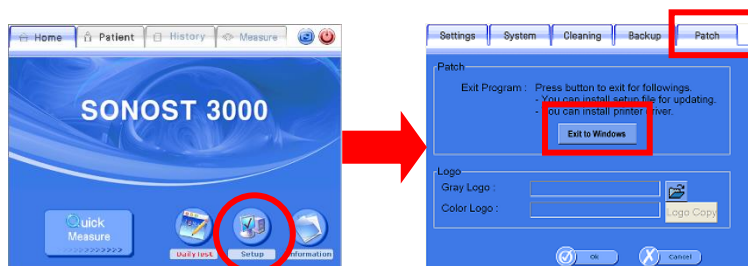 Home Patient History Measure
SONOST 3000
Quick
Measure
>>>>>>>>>>>
Daily Test Setup Information
Settings System Cleaning Backup Patch
Patch
Exit Program : Press button to exit for followings.
- You can install setup file for updating.
- You can install printer driver.
Exit to Windows
Logo
Gray Logo :
Color Logo : Logo Copy
Ok Cancel